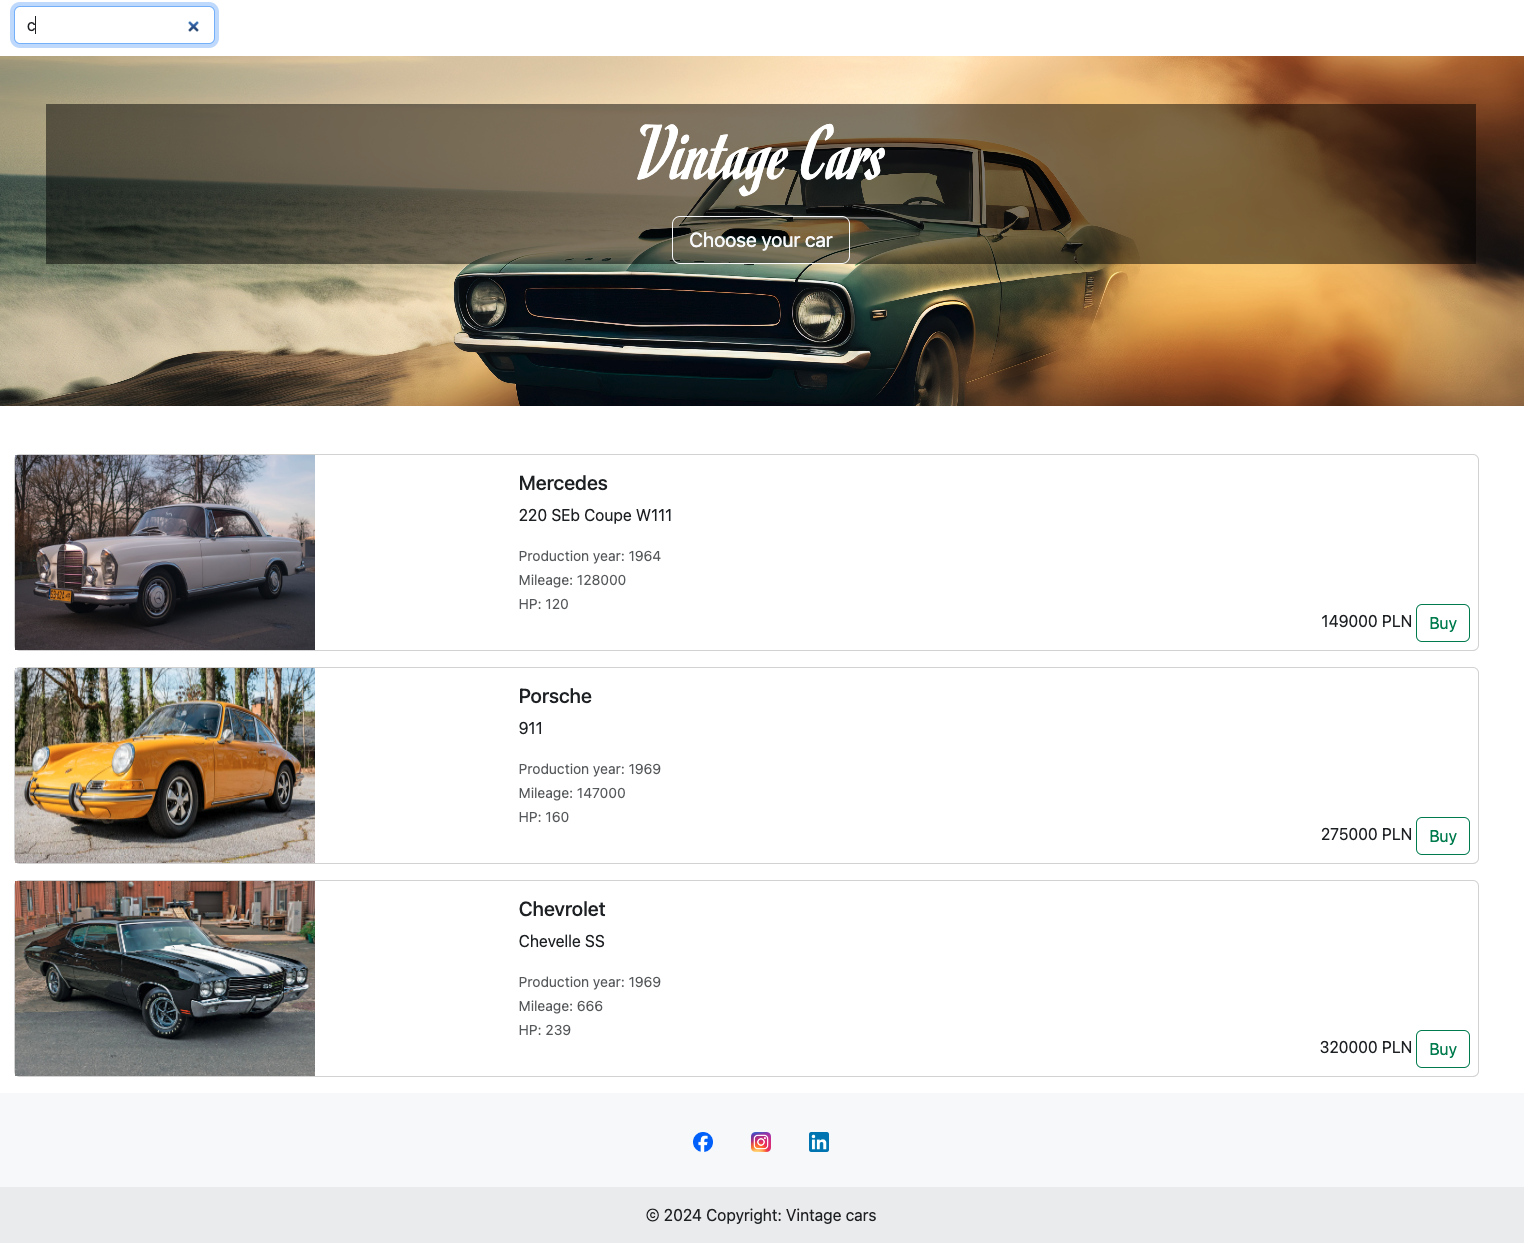 c
Vintage Cars
Choose your car
Mercedes
220 SEb Coupe W111
Production year: 1964
Mileage: 128000
HP: 120
149000 PLN Buy
Porsche
911
Production year: 1969
Mileage: 147000
HP: 160
275000 PLN Buy
Chevrolet
Chevelle SS
Production year: 1969
Mileage: 666
HP: 239
320000 PLN Buy
© 2024 Copyright: Vintage cars